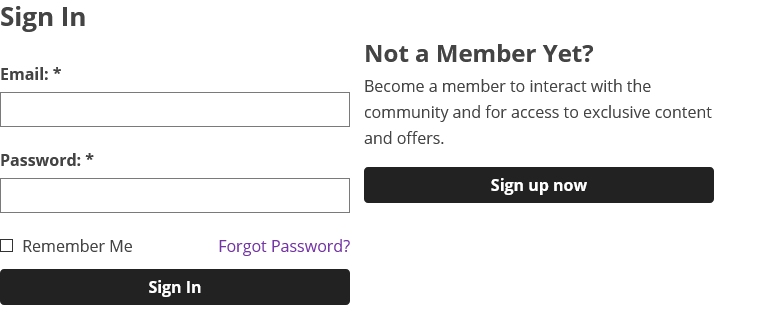 Sign In
Email: *
Password: *
Remember Me
Forgot Password?
Sign In
Not a Member Yet?
Become a member to interact with the
community and for access to exclusive content
and offers.
Sign up now